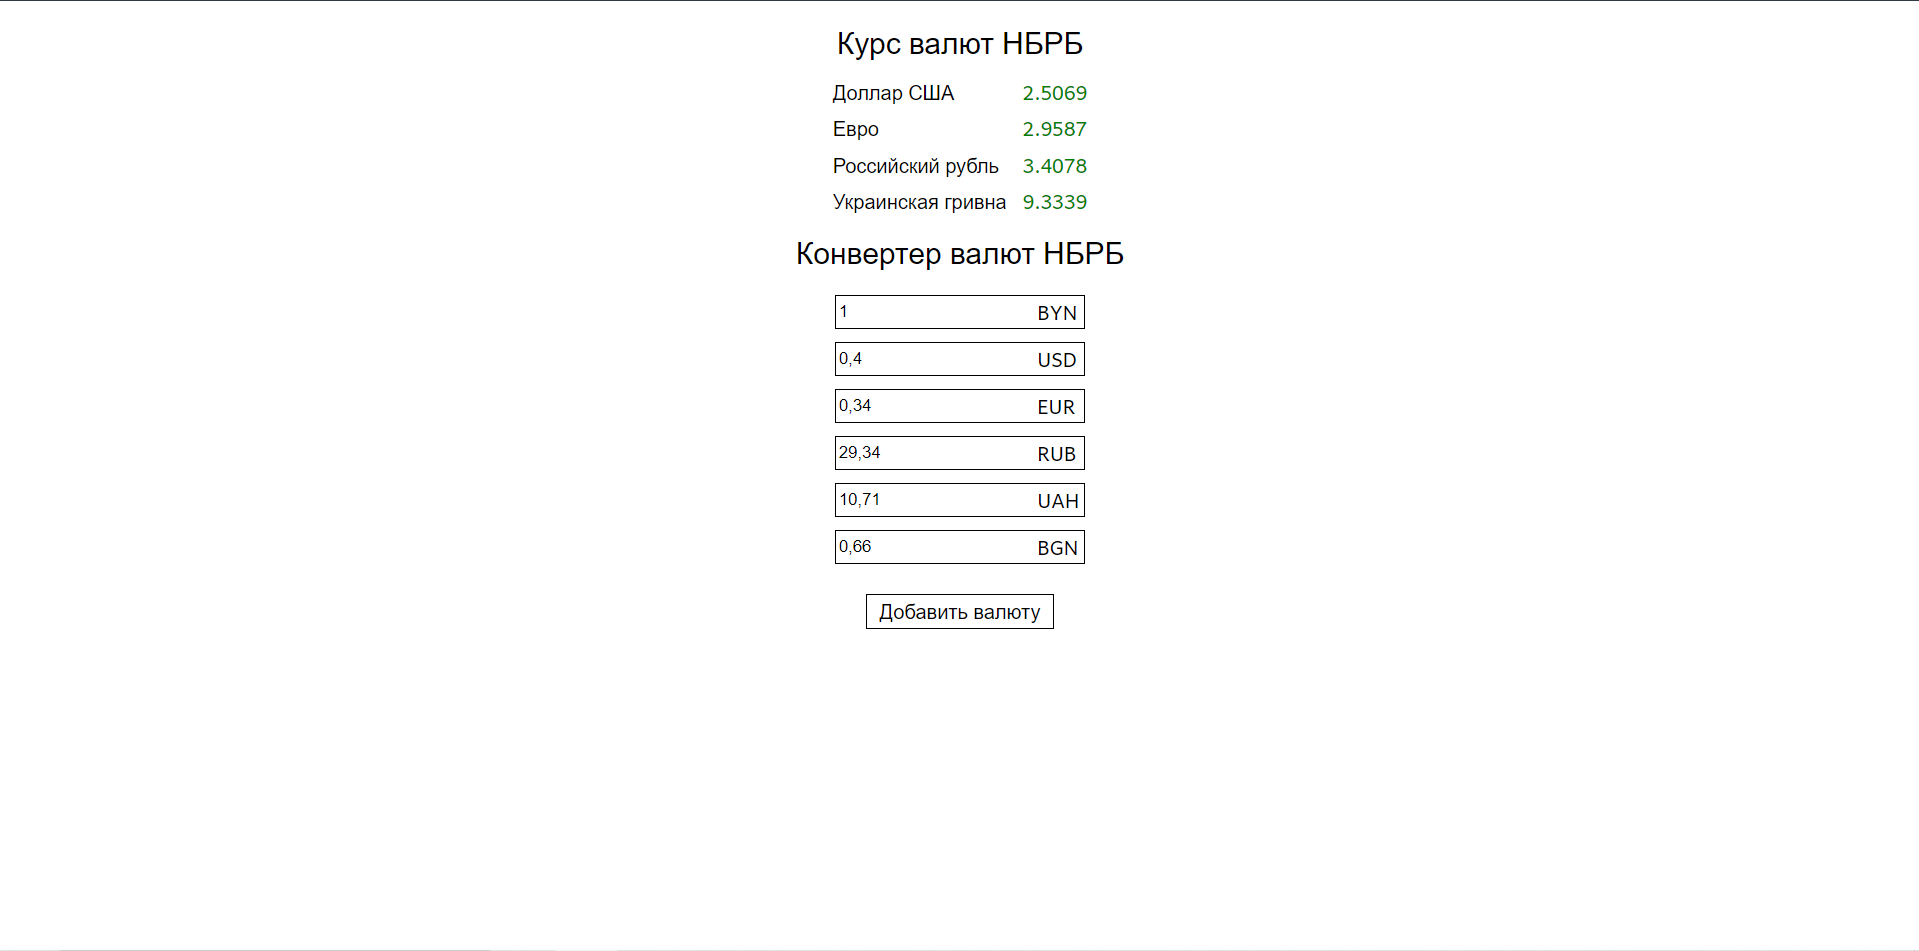 Курс валют НБРБ
Доллар США 2.5069
Евро 2.9587
Российский рубль 3.4078
Украинская гривна 9.3339
Конвертер валют НБРБ
1 BYN
0,4 USD
0,34 EUR
29,34 RUB
10,71 UAH
0,66 BGN
Добавить валюту